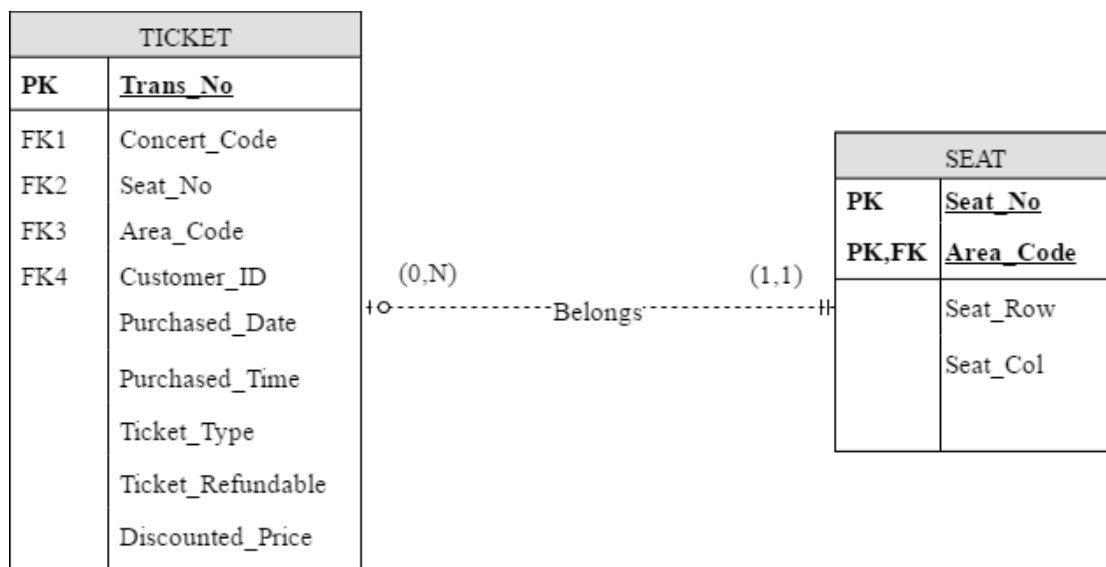 TICKET
PK Trans_No
FK1 Concert_Code
FK2 Seat_No
FK3 Area_Code
FK4 Customer_ID
Purchased_Date
Purchased_Time
Ticket_Type
Ticket_Refundable
Discounted_Price
(0,N)
Belongs
(1,1)
SEAT
PK Seat_No
PK,FK Area_Code
Seat_Row
Seat_Col